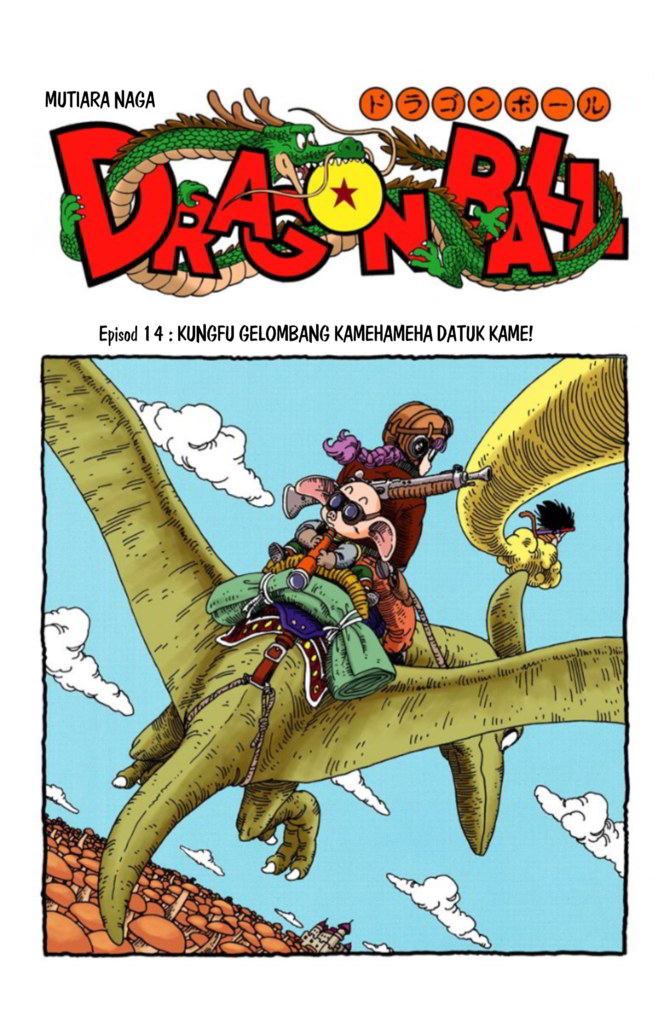 MUTIARA NAGA
ドラゴンボール
DRAGON BALL
Episod 14 : KUNGFU GELOMBANG KAMEHAMEHA DATUK KAME!